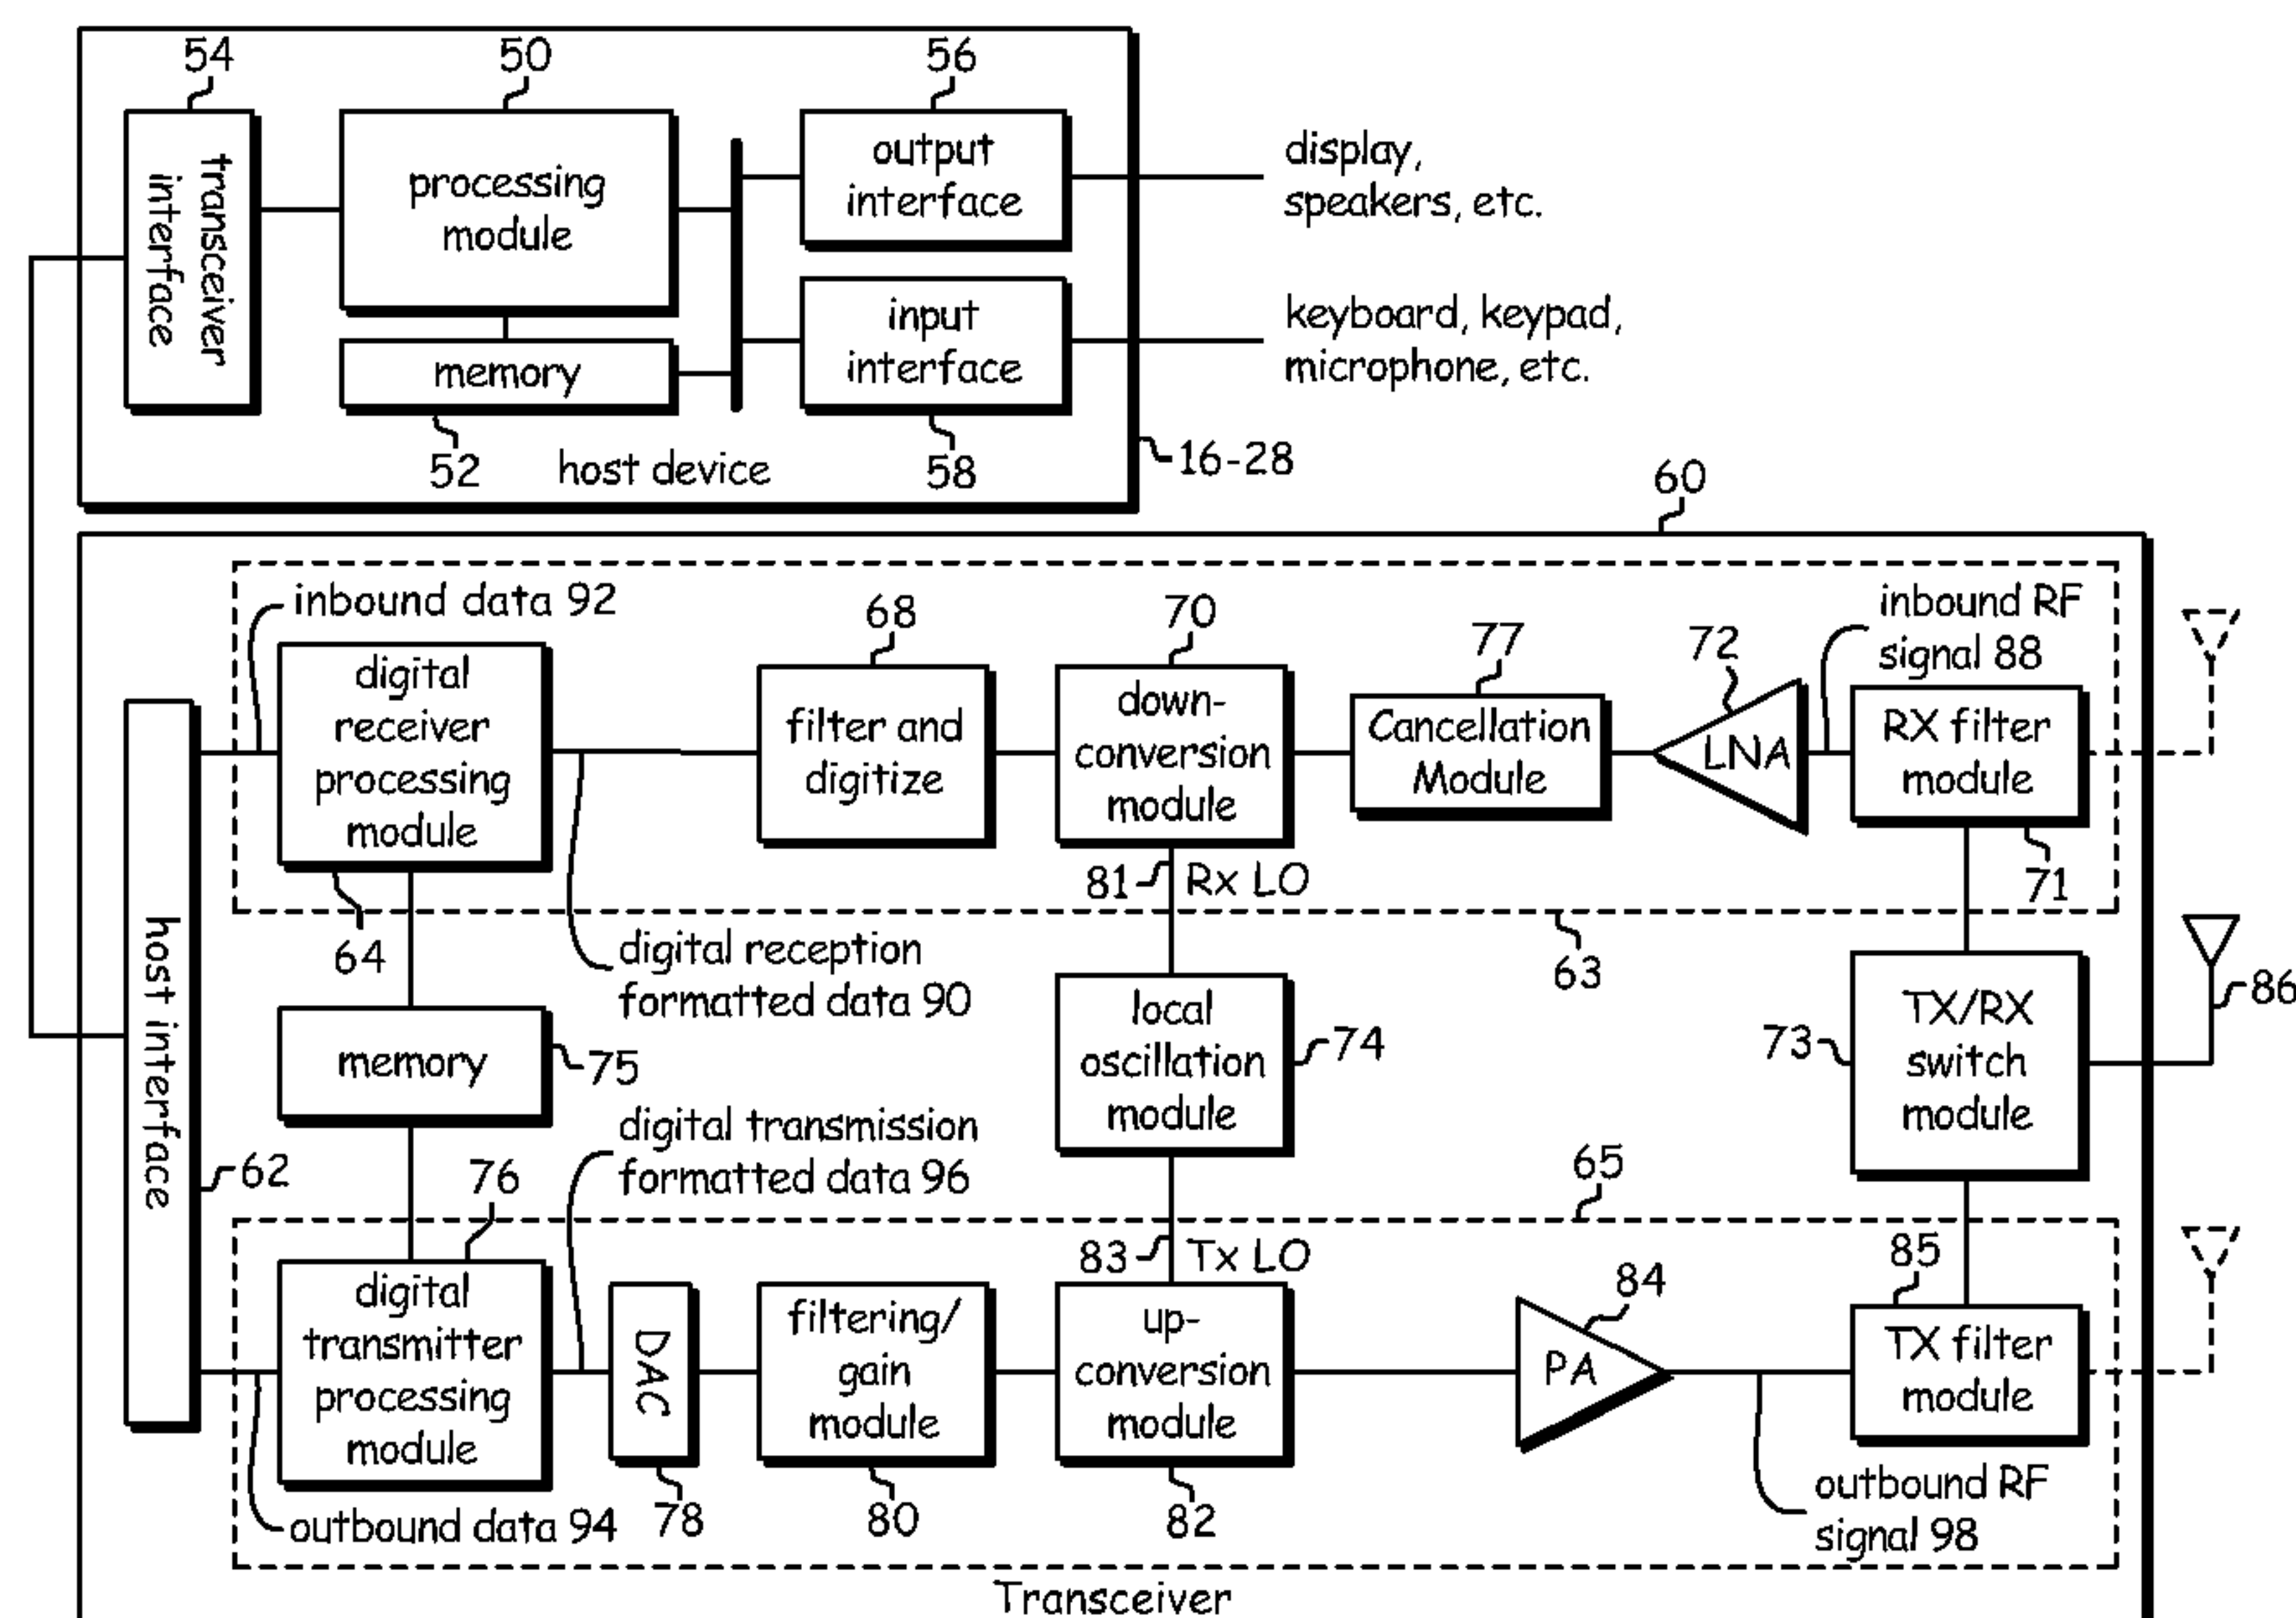 54
50
56
transceiver
interface
processing
module
output
interface
display,
speakers, etc.
memory
input
interface
keyboard, keypad,
microphone, etc.
52
host device
58
16-28
60
inbound data 92
68
70
77
72
inbound RF
signal 88
digital
receiver
processing
module
filter and
digitize
down-
conversion
module
Cancellation
Module
LNA
RX filter
module
81
Rx LO
71
64
digital reception
formatted data 90
63
host interface
memory
75
local
oscillation
module
74
73
TX/RX
switch
module
86
62
76
digital transmission
formatted data 96
65
83
Tx LO
85
84
digital
transmitter
processing
module
DAC
filtering/
gain
module
up-
conversion
module
PA
TX filter
module
outbound data 94
78
80
82
outbound RF
signal 98
Transceiver